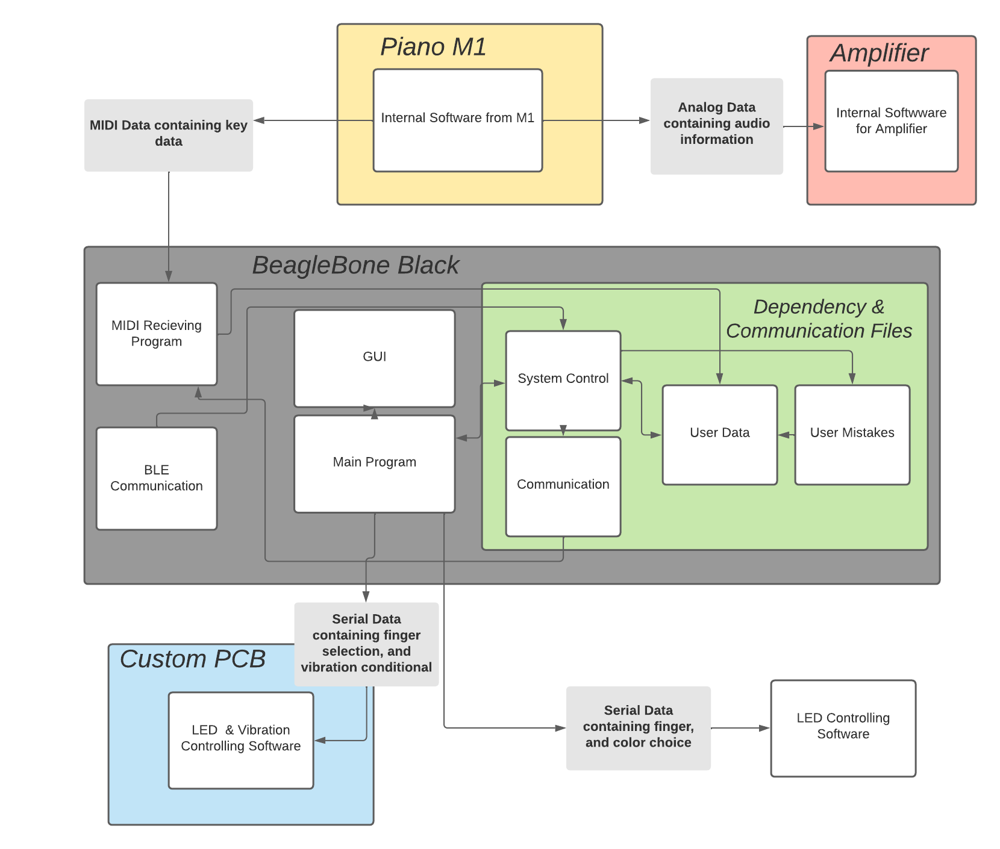 Piano M1
Amplifier
Internal Software from M1
MIDI Data containing key
data
Analog Data
containing audio
information
Internal Softwware
for Amplifier
BeagleBone Black
Dependency &
Communication Files
MIDI Recieving
Program
GUI
System Control
User Data
User Mistakes
BLE
Communication
Main Program
Communication
Serial Data
containing finger
selection, and
vibration conditional
Custom PCB
LED  & Vibration
Controlling Software
Serial Data
containing finger,
and color choice
LED Controlling
Software